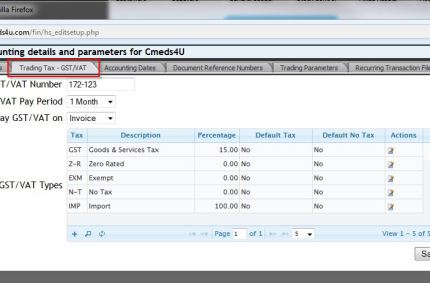 illa Firefox
ds4u.com/fin/hs_editsetup.php
unting details and parameters for Cmeds4U
s Trading Tax - GST/VAT Accounting Dates Document Reference Numbers Trading Parameters Recurring Transaction File
T/VAT Number 172-123
VAT Pay Period 1 Month
ay GST/VAT on Invoice
Tax Description Percentage Default Tax Default No Tax Actions
GST Goods & Services Tax 15.00 No No
Z-R Zero Rated 0.00 No No
EXM Exempt 0.00 No No
GST/VAT Types
N-T No Tax 0.00 No No
IMP Import 100.00 No No
Page 1 of 1 5 View 1 - 5 of 5
Sa